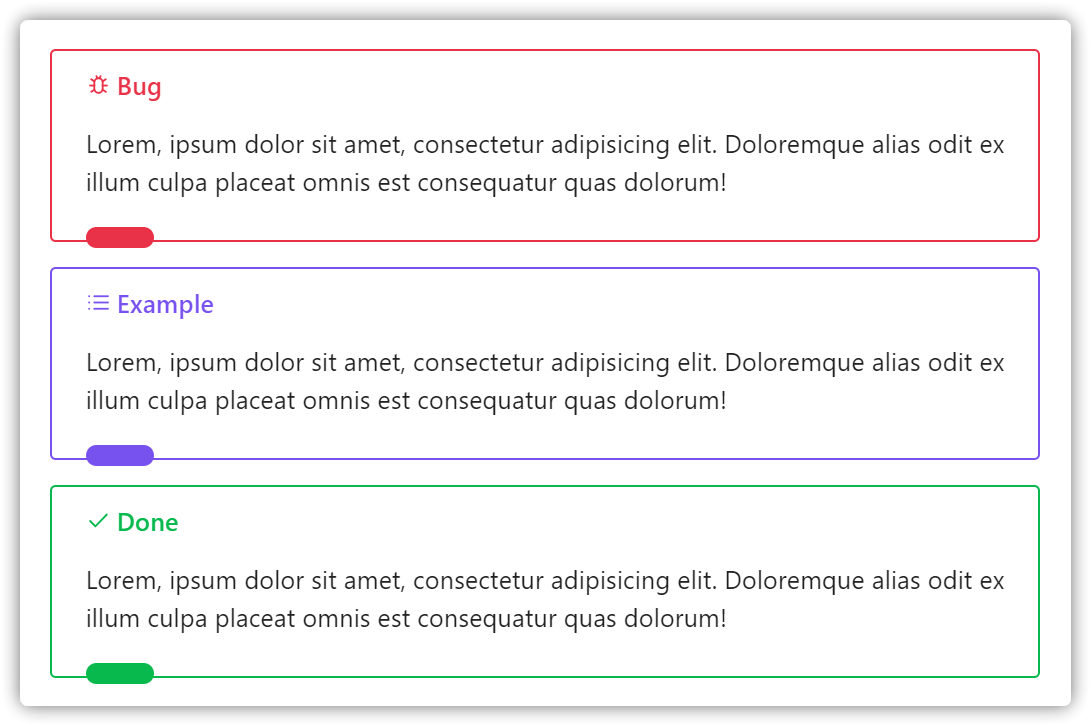 Bug
Lorem, ipsum dolor sit amet, consectetur adipisicing elit. Doloremque alias odit ex
illum culpa placeat omnis est consequatur quas dolorum!
Example
Lorem, ipsum dolor sit amet, consectetur adipisicing elit. Doloremque alias odit ex
illum culpa placeat omnis est consequatur quas dolorum!
Done
Lorem, ipsum dolor sit amet, consectetur adipisicing elit. Doloremque alias odit ex
illum culpa placeat omnis est consequatur quas dolorum!